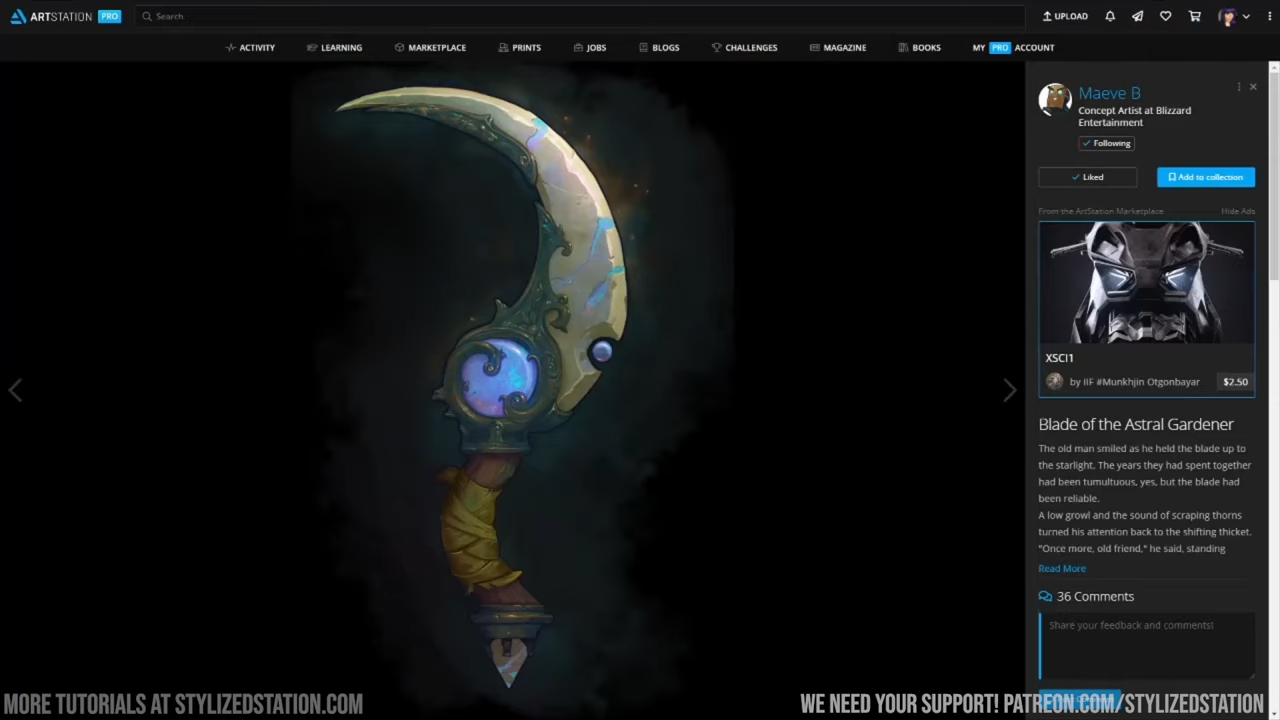 ARTSTATION PRO
Search
UPLOAD
ACTIVITY LEARNING MARKETPLACE PRINTS JOBS BLOGS CHALLENGES MAGAZINE BOOKS MY PRO ACCOUNT
Maeve B
Concept Artist at Blizzard
Entertainment
Following
Liked Add to collection
From the ArtStation Marketplace Hide Ads
XSCI1
by IIF #Munkhjin Otgonbayar $2.50
Blade of the Astral Gardener
The old man smiled as he held the blade up to
the starlight. The years they had spent together
had been tumultuous, yes, but the blade had
been reliable.
A low growl and the sound of scraping thorns
turned his attention back to the shifting thicket.
"Once more, old friend," he said, standing
Read More
36 Comments
Share your feedback and comments!
MORE TUTORIALS AT STYLIZEDSTATION.COM
WE NEED YOUR SUPPORT! PATREON.COM/STYLIZEDSTATION